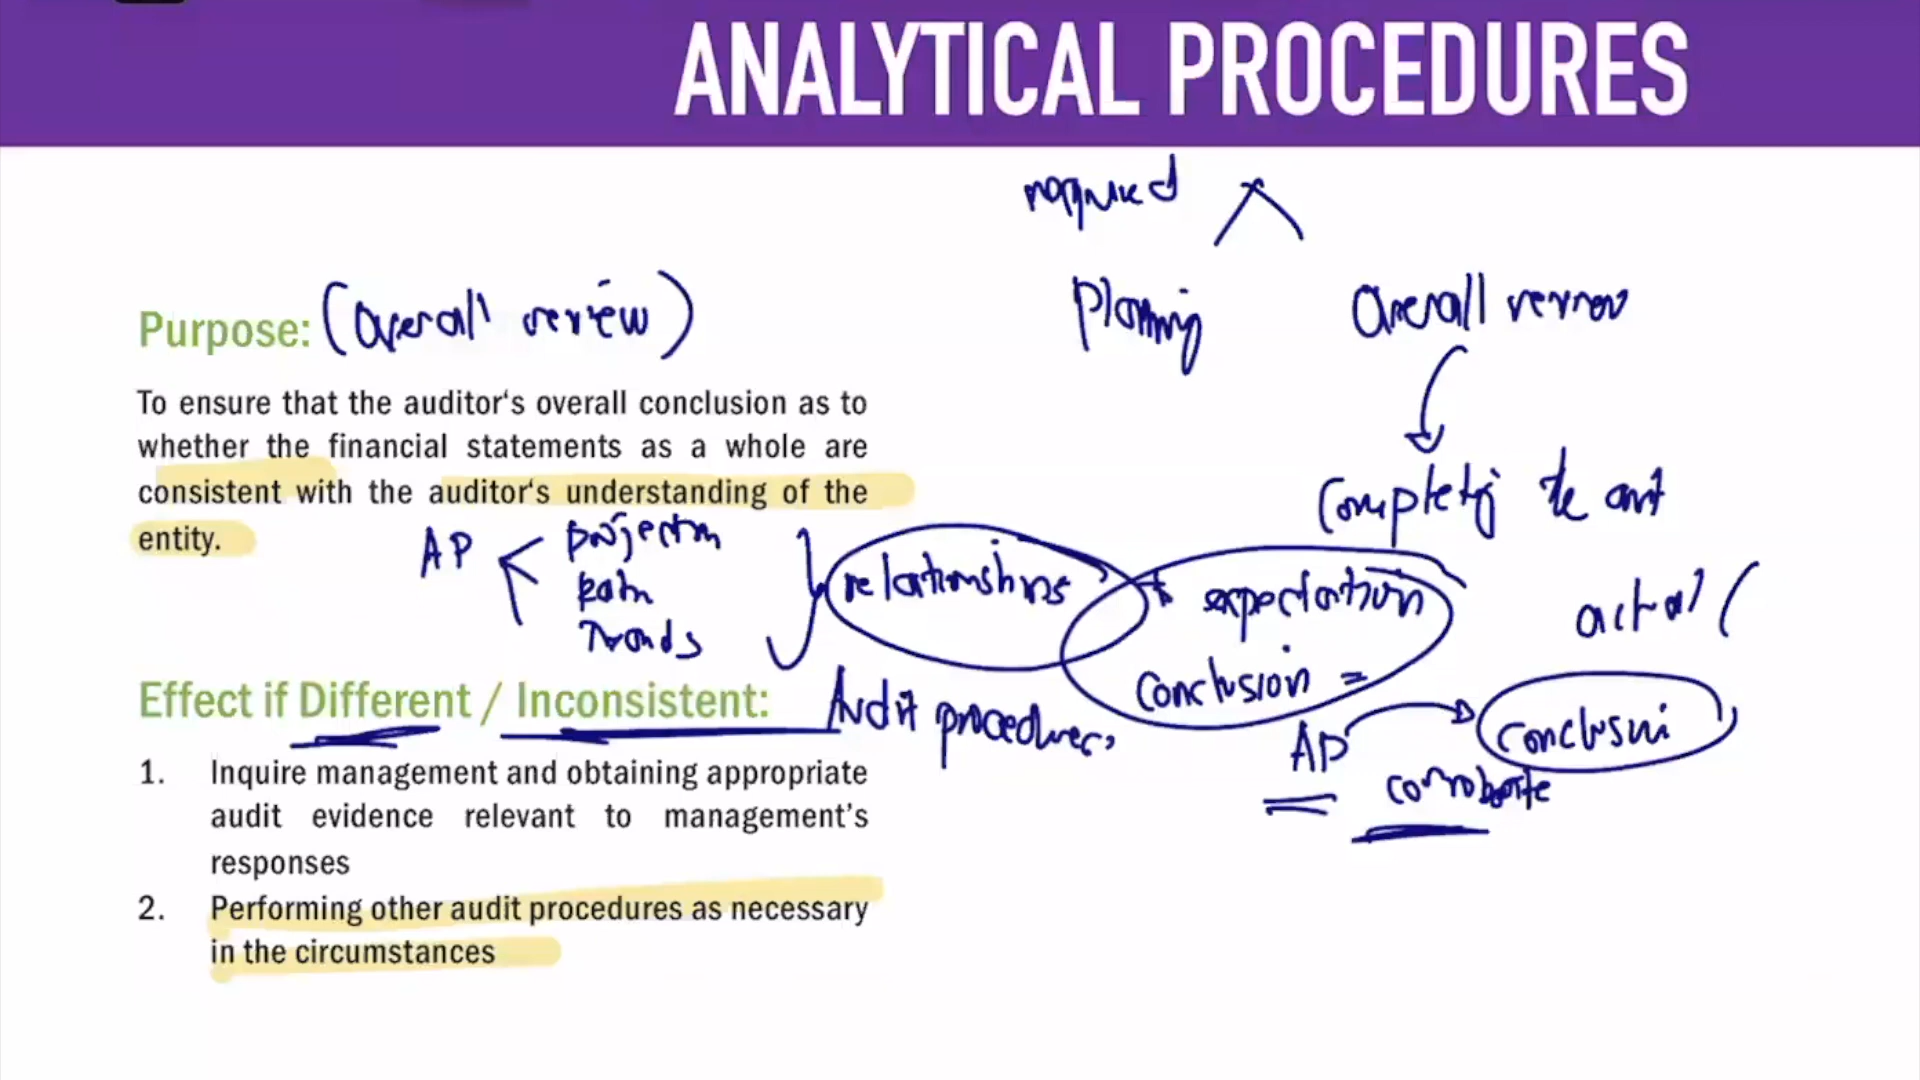 ANALYTICAL PROCEDURES
required
Planning
Overall review
Purpose: (Overall review)
To ensure that the auditor's overall conclusion as to
whether the financial statements as a whole are
consistent with the auditor's understanding of the
entity.
Completing the
AP
projection
Ratio
Trends
relationships
+ expectation
actual (
conclusion =
Effect if Different / Inconsistent:
Audit procedures
AP
conclusion
corroborate
1. Inquire management and obtaining appropriate
audit evidence relevant to management's
responses
2. Performing other audit procedures as necessary
in the circumstances